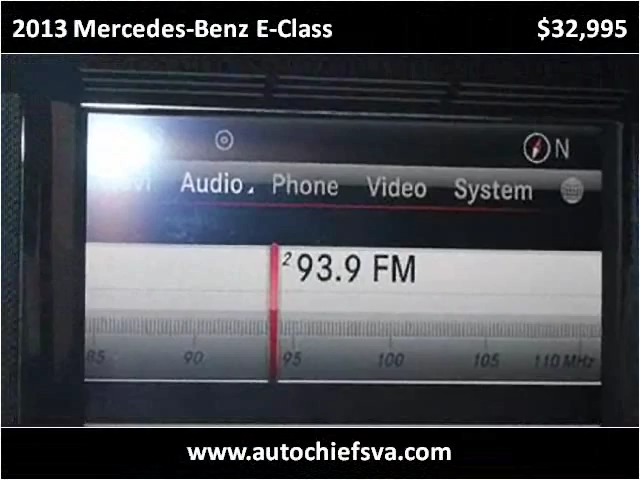 2013 Mercedes-Benz E-Class $32,995
N
Audio Phone Video System
2 93.9 FM
85 90 95 100 105 110 MHz
www.autochiefsva.com